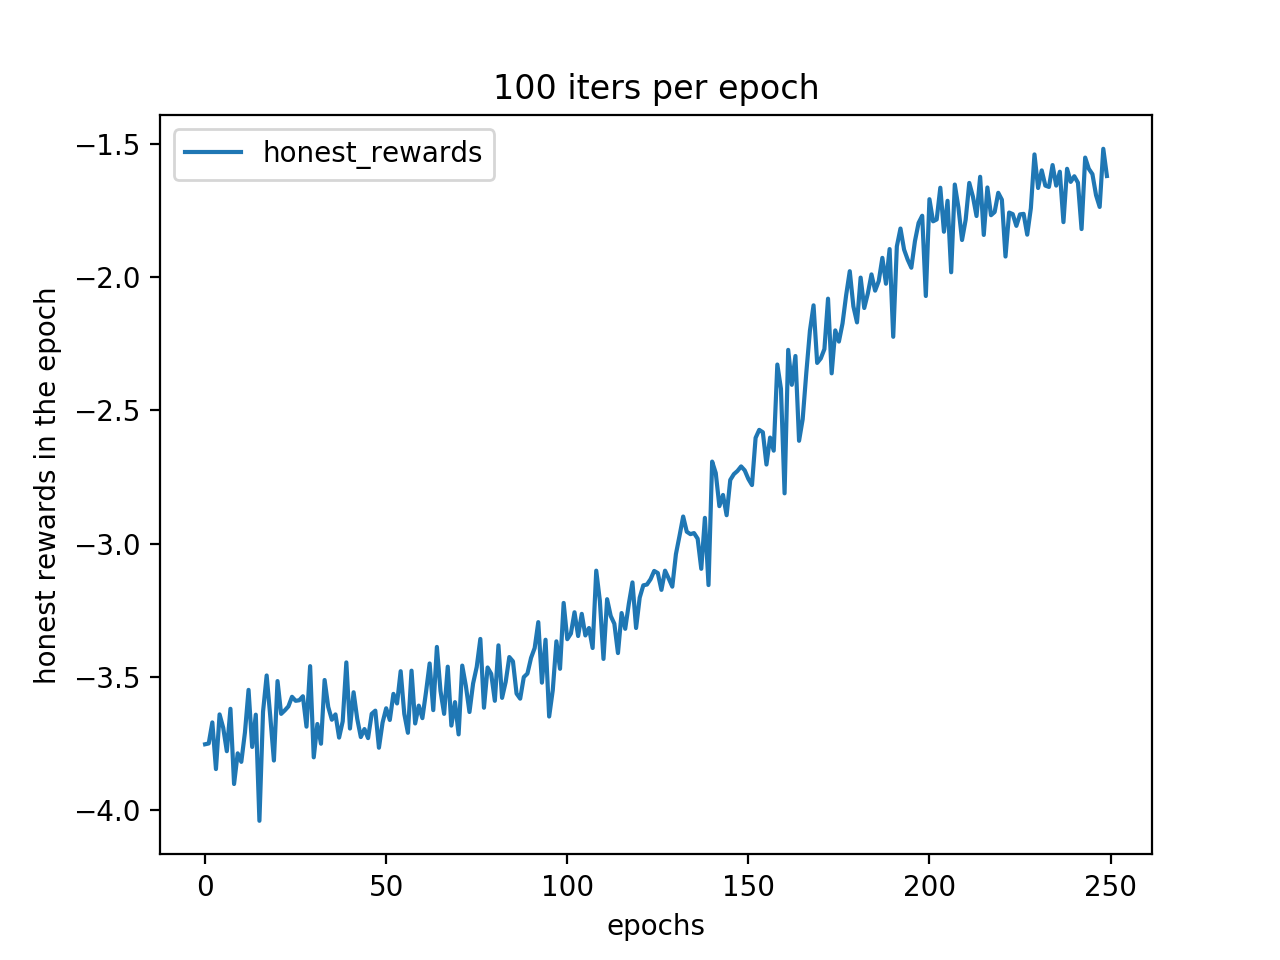 100 iters per epoch
honest_rewards
honest rewards in the epoch
−1.5
−2.0
−2.5
−3.0
−3.5
−4.0
0 50 100 150 200 250
epochs